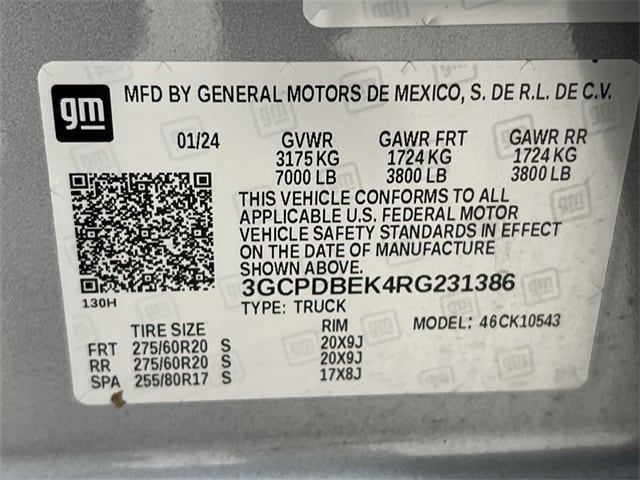 gm MFD BY GENERAL MOTORS DE MEXICO, S. DE R.L. DE C.V.
01/24 GVWR GAWR FRT GAWR RR
3175 KG 1724 KG 1724 KG
7000 LB 3800 LB 3800 LB
THIS VEHICLE CONFORMS TO ALL
APPLICABLE U.S. FEDERAL MOTOR
VEHICLE SAFETY STANDARDS IN EFFECT
ON THE DATE OF MANUFACTURE
SHOWN ABOVE.
3GCPDBEK4RG231386
130H
TYPE: TRUCK
TIRE SIZE RIM MODEL: 46CK10543
FRT 275/60R20 S 20X9J
RR 275/60R20 S 20X9J
SPA 255/80R17 S 17X8J